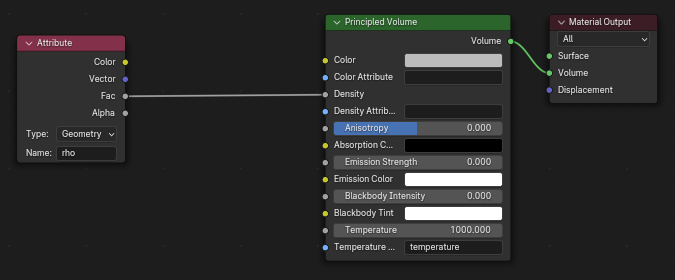 Attribute
Color
Vector
Fac
Alpha
Type: Geometry
Name: rho
Principled Volume
Volume
Color
Color Attribute
Density
Density Attrib...
Anisotropy 0.000
Absorption C...
Emission Strength 0.000
Emission Color
Blackbody Intensity 0.000
Blackbody Tint
Temperature 1000.000
Temperature ... temperature
Material Output
All
Surface
Volume
Displacement